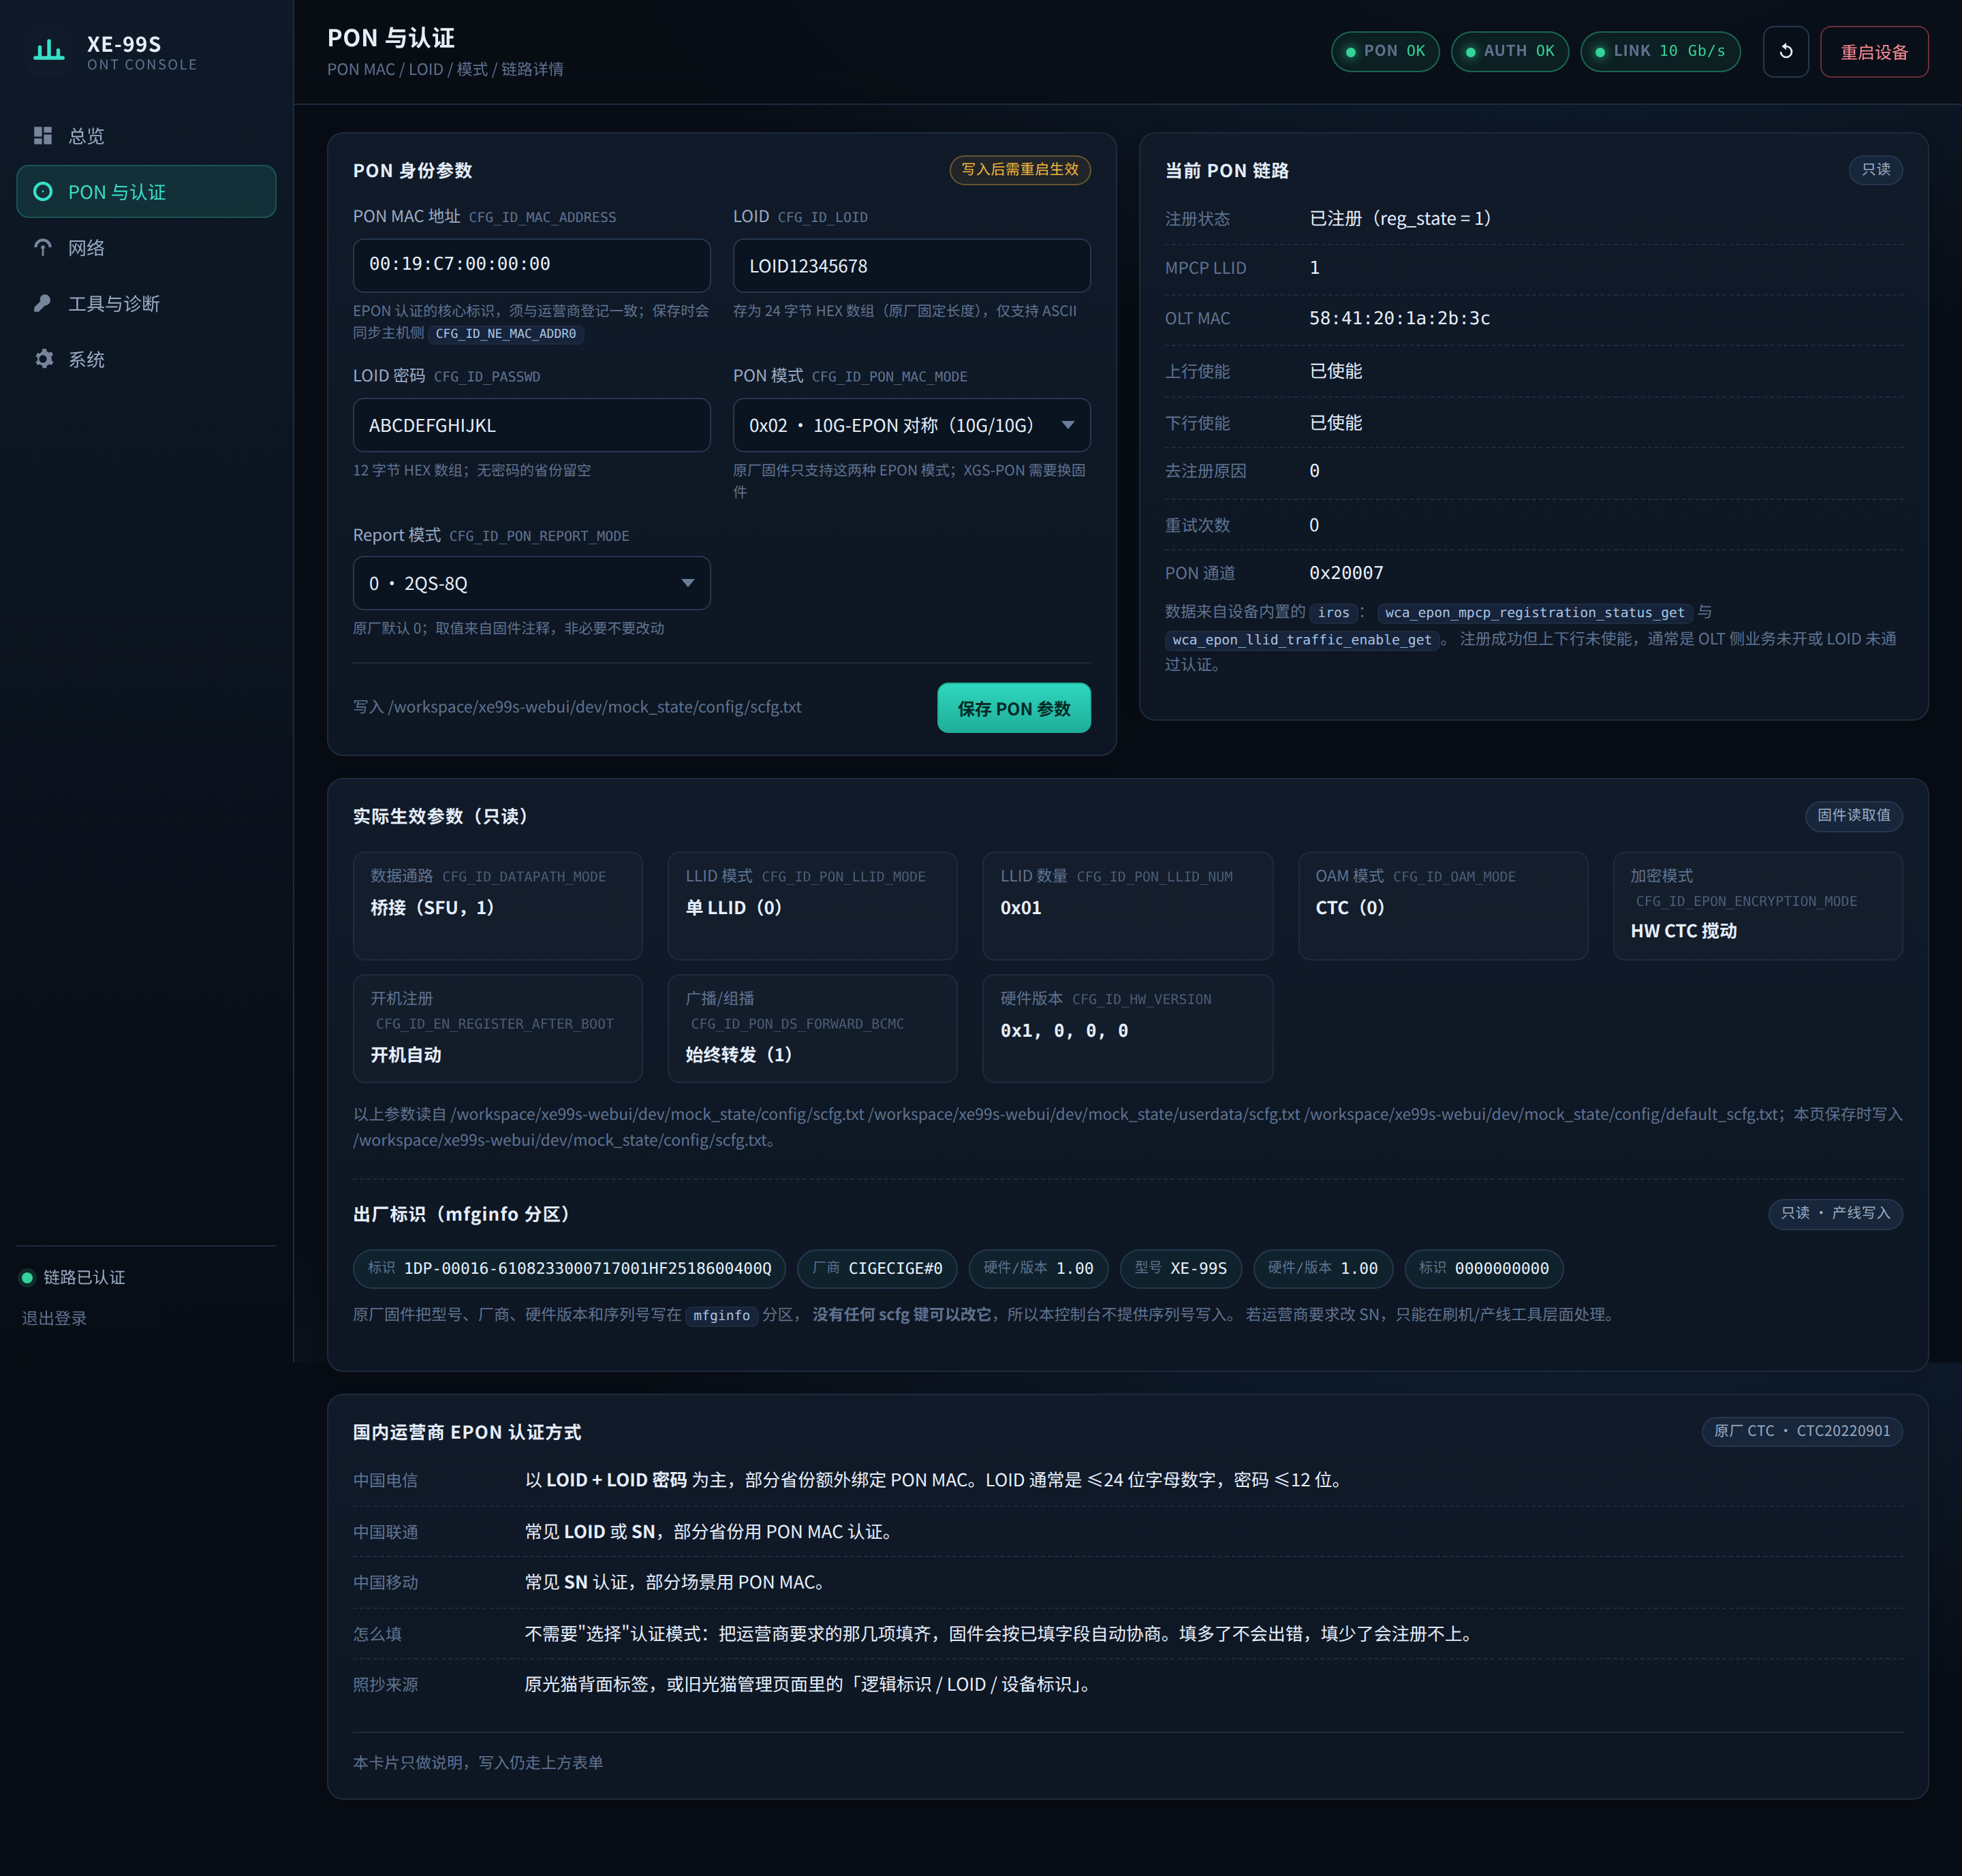 XE-99S
ONT CONSOLE
总览
PON 与认证
网络
工具与诊断
系统
链路已认证
退出登录
PON 与认证
PON MAC / LOID / 模式 / 链路详情
PON OK
AUTH OK
LINK 10 Gb/s
重启设备
PON 身份参数
写入后需重启生效
PON MAC 地址 CFG_ID_MAC_ADDRESS
00:19:C7:00:00:00
EPON 认证的核心标识，须与运营商登记一致；保存时会
同步主机侧 CFG_ID_NE_MAC_ADDR0
LOID CFG_ID_LOID
LOID12345678
存为 24 字节 HEX 数组（原厂固定长度），仅支持 ASCII
LOID 密码 CFG_ID_PASSWD
ABCDEFGHIJKL
12 字节 HEX 数组；无密码的省份留空
PON 模式 CFG_ID_PON_MAC_MODE
0x02 · 10G-EPON 对称（10G/10G）
原厂固件只支持这两种 EPON 模式；XGS-PON 需要换固
件
Report 模式 CFG_ID_PON_REPORT_MODE
0 · 2QS-8Q
原厂默认 0；取值来自固件注释，非必要不要改动
写入 /workspace/xe99s-webui/dev/mock_state/config/scfg.txt
保存 PON 参数
当前 PON 链路
只读
注册状态 已注册（reg_state = 1）
MPCP LLID 1
OLT MAC 58:41:20:1a:2b:3c
上行使能 已使能
下行使能 已使能
去注册原因 0
重试次数 0
PON 通道 0x20007
数据来自设备内置的 iros： wca_epon_mpcp_registration_status_get 与
wca_epon_llid_traffic_enable_get。 注册成功但上下行未使能，通常是 OLT 侧业务未开或 LOID 未通
过认证。
实际生效参数（只读）
固件读取值
数据通路 CFG_ID_DATAPATH_MODE
桥接（SFU，1）
LLID 模式 CFG_ID_PON_LLID_MODE
单 LLID（0）
LLID 数量 CFG_ID_PON_LLID_NUM
0x01
OAM 模式 CFG_ID_OAM_MODE
CTC（0）
加密模式
CFG_ID_EPON_ENCRYPTION_MODE
HW CTC 搅动
开机注册
CFG_ID_EN_REGISTER_AFTER_BOOT
开机自动
广播/组播
CFG_ID_PON_DS_FORWARD_BCMC
始终转发（1）
硬件版本 CFG_ID_HW_VERSION
0x1, 0, 0, 0
以上参数读自 /workspace/xe99s-webui/dev/mock_state/config/scfg.txt /workspace/xe99s-webui/dev/mock_state/userdata/scfg.txt /workspace/xe99s-webui/dev/mock_state/config/default_scfg.txt；本页保存时写入
/workspace/xe99s-webui/dev/mock_state/config/scfg.txt。
出厂标识（mfginfo 分区）
只读 · 产线写入
标识 1DP-00016-6108233000717001HF2518600400Q
厂商 CIGECIGE#0
硬件/版本 1.00
型号 XE-99S
硬件/版本 1.00
标识 0000000000
原厂固件把型号、厂商、硬件版本和序列号写在 mfginfo 分区， 没有任何 scfg 键可以改它，所以本控制台不提供序列号写入。 若运营商要求改 SN，只能在刷机/产线工具层面处理。
国内运营商 EPON 认证方式
原厂 CTC · CTC20220901
中国电信 以 LOID + LOID 密码 为主，部分省份额外绑定 PON MAC。LOID 通常是 ≤24 位字母数字，密码 ≤12 位。
中国联通 常见 LOID 或 SN，部分省份用 PON MAC 认证。
中国移动 常见 SN 认证，部分场景用 PON MAC。
怎么填 不需要"选择"认证模式：把运营商要求的那几项填齐，固件会按已填字段自动协商。填多了不会出错，填少了会注册不上。
照抄来源 原光猫背面标签，或旧光猫管理页面里的「逻辑标识 / LOID / 设备标识」。
本卡片只做说明，写入仍走上方表单